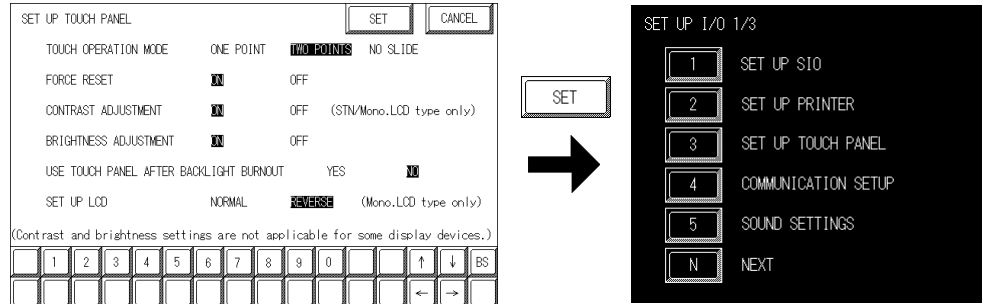 SET UP TOUCH PANEL SET CANCEL
TOUCH OPERATION MODE ONE POINT TWO POINTS NO SLIDE
FORCE RESET ON OFF
CONTRAST ADJUSTMENT ON OFF (STN/Mono.LCD type only)
BRIGHTNESS ADJUSTMENT ON OFF
USE TOUCH PANEL AFTER BACKLIGHT BURNOUT YES NO
SET UP LCD NORMAL REVERSE (Mono.LCD type only)
(Contrast and brightness settings are not applicable for some display devices.)
1 2 3 4 5 6 7 8 9 0 ↑ ↓ BS
← →
SET
SET UP I/O 1/3
1 SET UP SIO
2 SET UP PRINTER
3 SET UP TOUCH PANEL
4 COMMUNICATION SETUP
5 SOUND SETTINGS
N NEXT